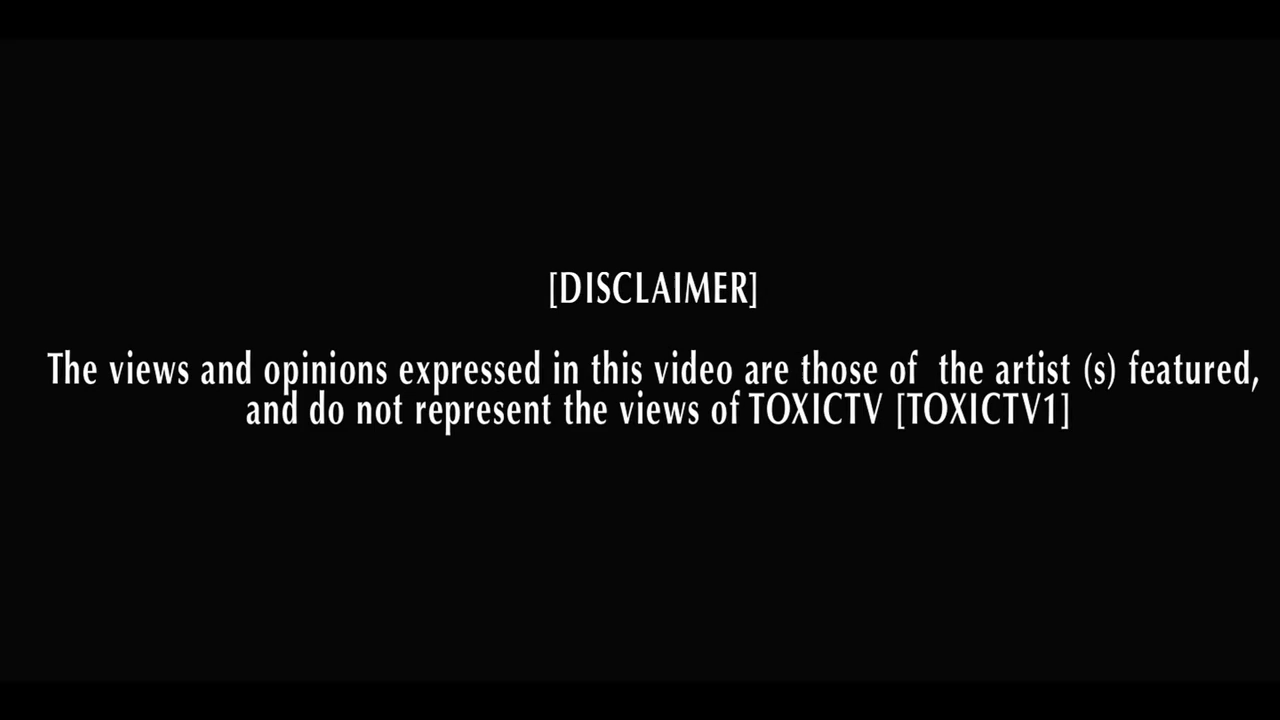 [DISCLAIMER]
The views and opinions expressed in this video are those of  the artist (s) featured,
and do not represent the views of TOXICTV [TOXICTV1]